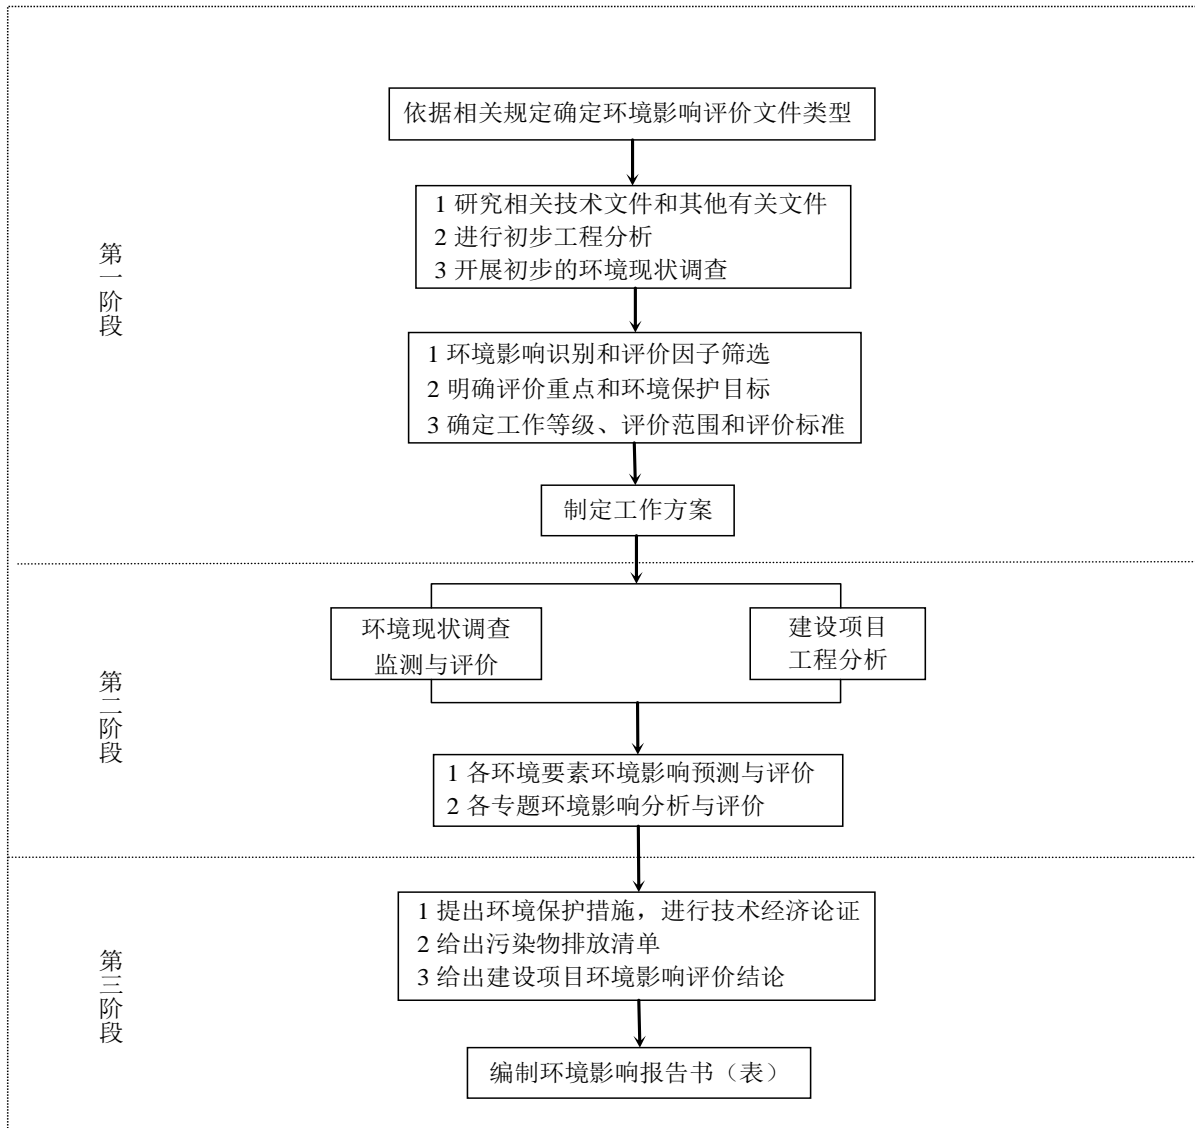 依据相关规定确定环境影响评价文件类型
1 研究相关技术文件和其他有关文件
2 进行初步工程分析
3 开展初步的环境现状调查
第一阶段
1 环境影响识别和评价因子筛选
2 明确评价重点和环境保护目标
3 确定工作等级、评价范围和评价标准
制定工作方案
环境现状调查
监测与评价
建设项目
工程分析
第二阶段
1 各环境要素环境影响预测与评价
2 各专题环境影响分析与评价
1 提出环境保护措施，进行技术经济论证
2 给出污染物排放清单
3 给出建设项目环境影响评价结论
第三阶段
编制环境影响报告书（表）